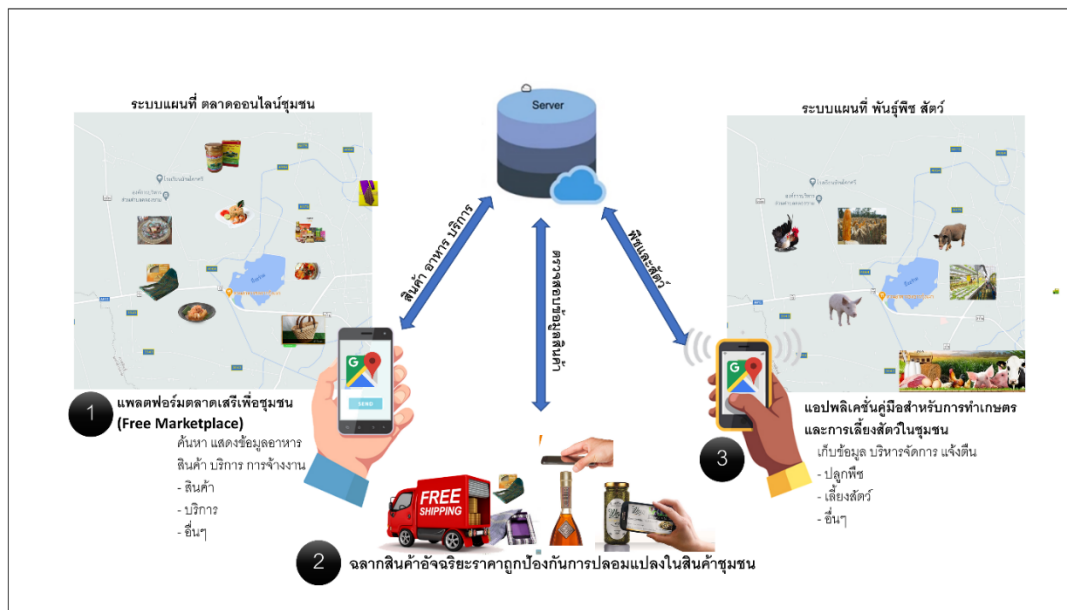 ระบบแผนที่ ตลาดออนไลน์ชุมชน
Server
ระบบแผนที่ พันธุ์พืช สัตว์
สินค้า อาหาร บริการ
ตรวจสอบข้อมูลสินค้า
พืชและสัตว์
G
SEND
G
1
แพลตฟอร์มตลาดเสรีเพื่อชุมชน
(Free Marketplace)
ค้นหา แสดงข้อมูลอาหาร
สินค้า บริการ การจ้างงาน
- สินค้า
- บริการ
- อื่นๆ
3
แอปพลิเคชั่นคู่มือสำหรับการทำเกษตร
และการเลี้ยงสัตว์ในชุมชน
เก็บข้อมูล บริหารจัดการ แจ้งตือน
- ปลูกพืช
- เลี้ยงสัตว์
- อื่นๆ
FREE
SHIPPING
2
ฉลากสินค้าอัจฉริยะราคาถูกป้องกันการปลอมแปลงในสินค้าชุมชน